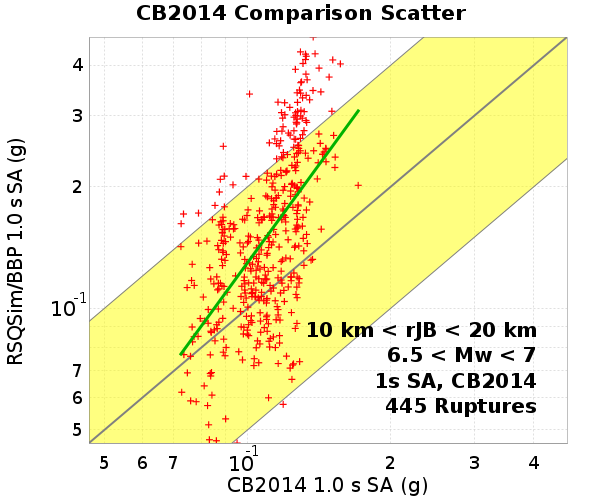 CB2014 Comparison Scatter
RSQSim/BBP 1.0 s SA (g)
4
3
2
10^-1
7
6
5
10 km < rJB < 20 km
6.5 < Mw < 7
1s SA, CB2014
445 Ruptures
5 6 7 10^-1 2 3 4
CB2014 1.0 s SA (g)